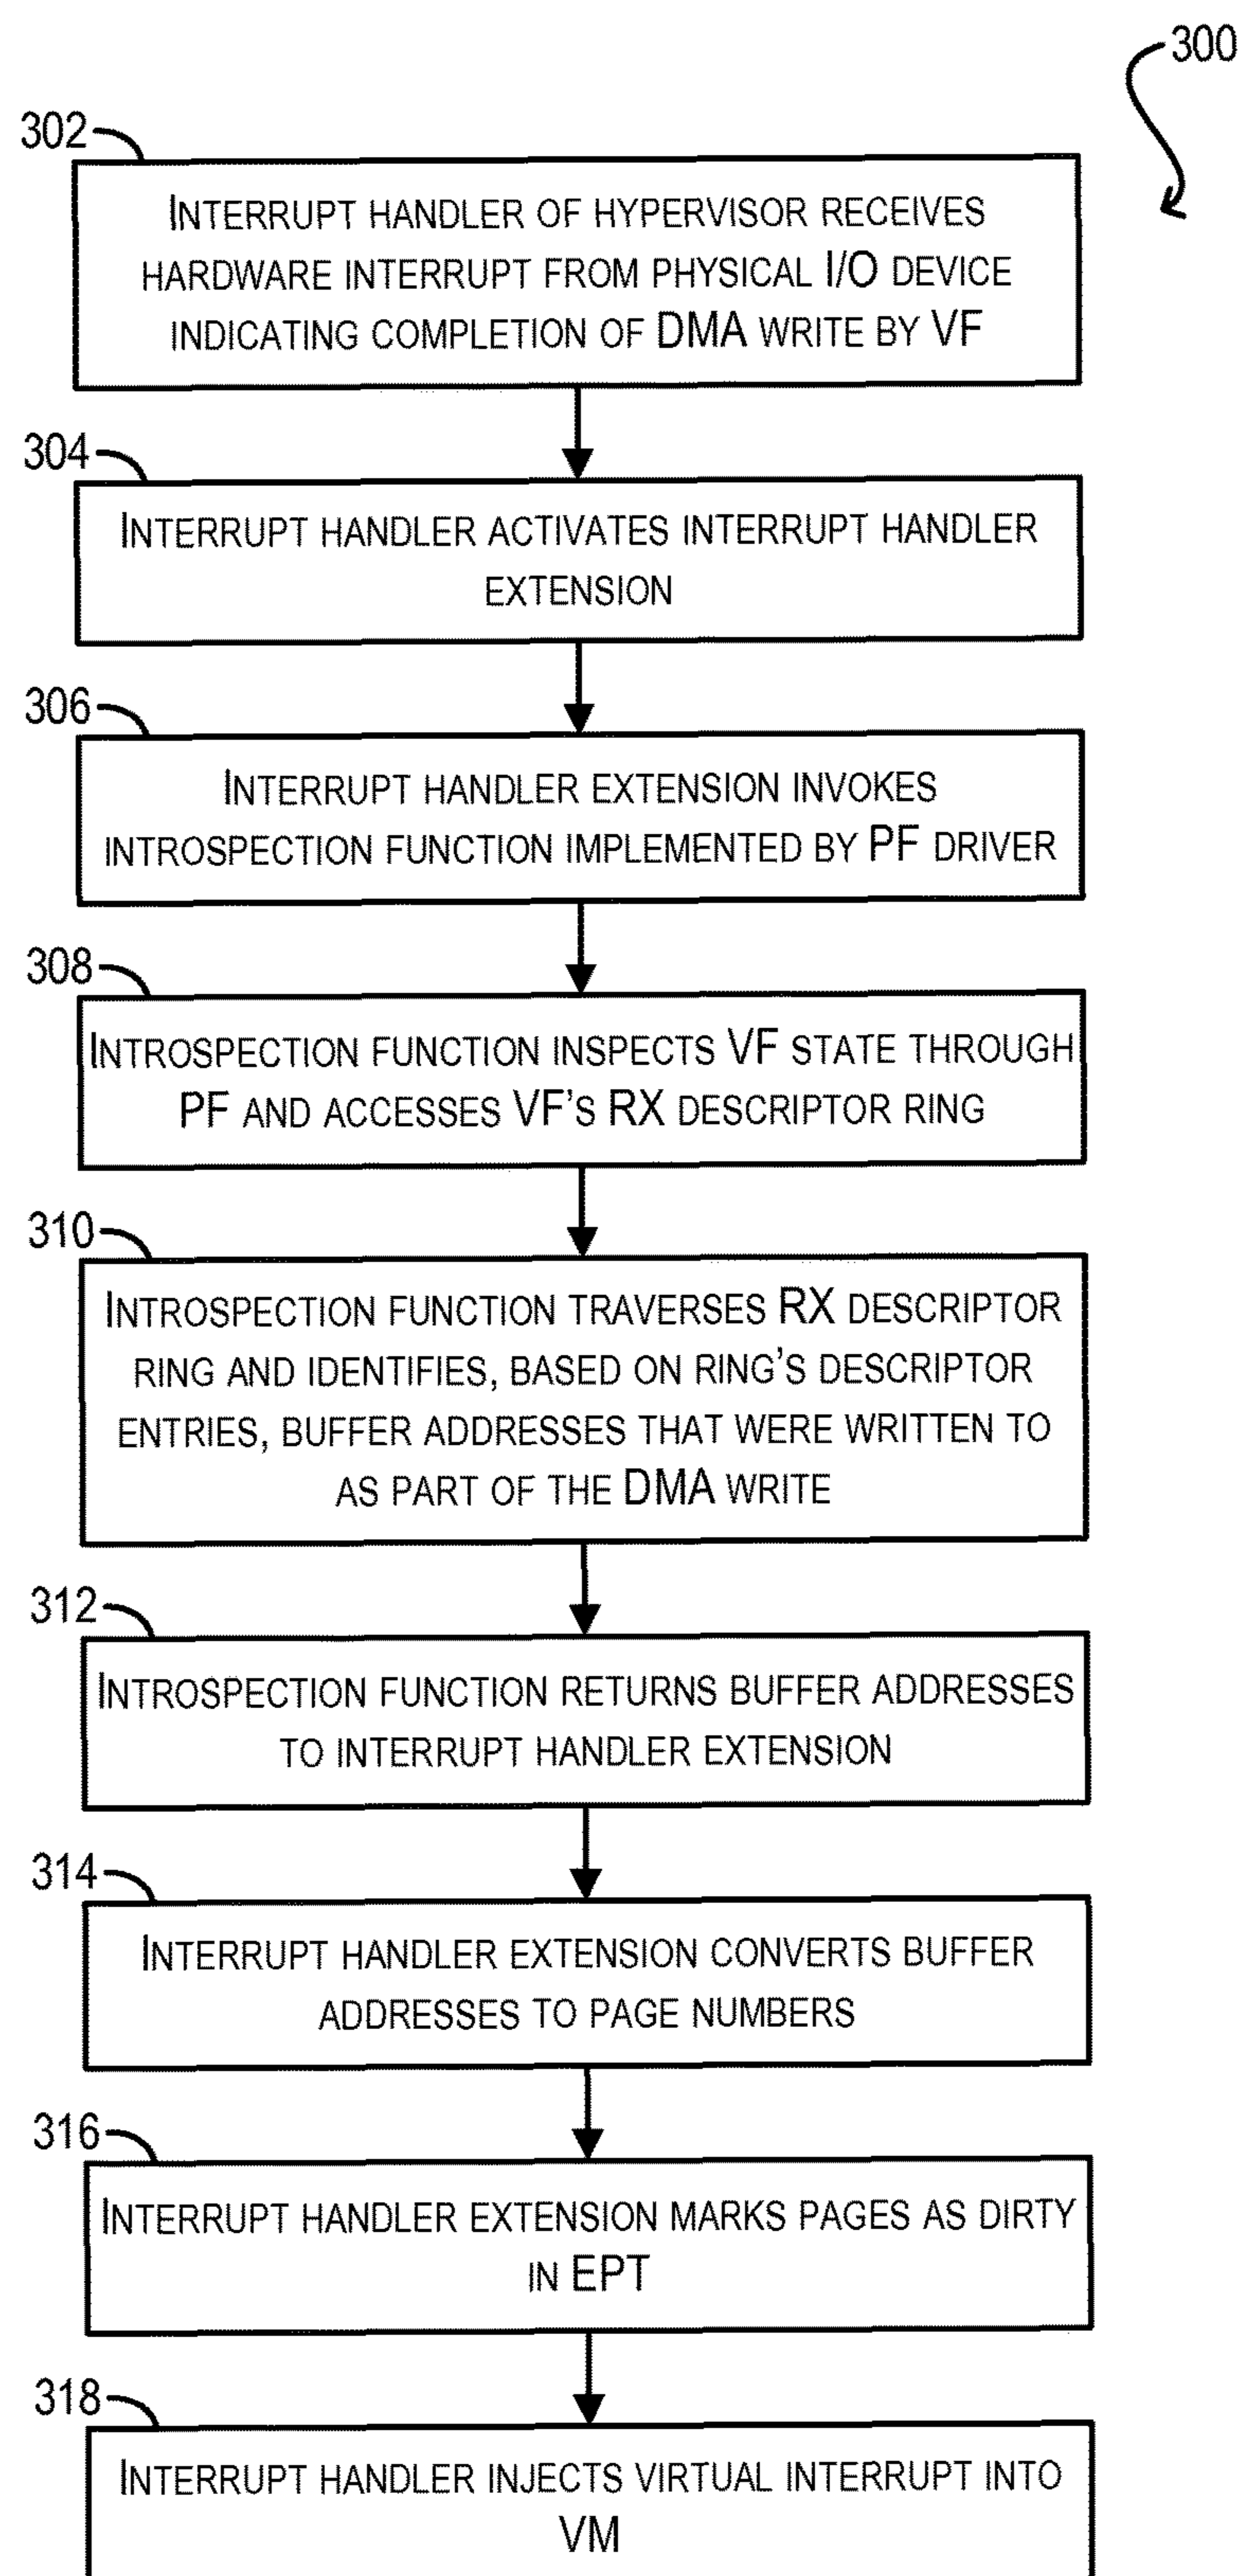 300
302
INTERRUPT HANDLER OF HYPERVISOR RECEIVES
HARDWARE INTERRUPT FROM PHYSICAL I/O DEVICE
INDICATING COMPLETION OF DMA WRITE BY VF
304
INTERRUPT HANDLER ACTIVATES INTERRUPT HANDLER
EXTENSION
306
INTERRUPT HANDLER EXTENSION INVOKES
INTROSPECTION FUNCTION IMPLEMENTED BY PF DRIVER
308
INTROSPECTION FUNCTION INSPECTS VF STATE THROUGH
PF AND ACCESSES VF'S RX DESCRIPTOR RING
310
INTROSPECTION FUNCTION TRAVERSES RX DESCRIPTOR
RING AND IDENTIFIES, BASED ON RING'S DESCRIPTOR
ENTRIES, BUFFER ADDRESSES THAT WERE WRITTEN TO
AS PART OF THE DMA WRITE
312
INTROSPECTION FUNCTION RETURNS BUFFER ADDRESSES
TO INTERRUPT HANDLER EXTENSION
314
INTERRUPT HANDLER EXTENSION CONVERTS BUFFER
ADDRESSES TO PAGE NUMBERS
316
INTERRUPT HANDLER EXTENSION MARKS PAGES AS DIRTY
IN EPT
318
INTERRUPT HANDLER INJECTS VIRTUAL INTERRUPT INTO
VM